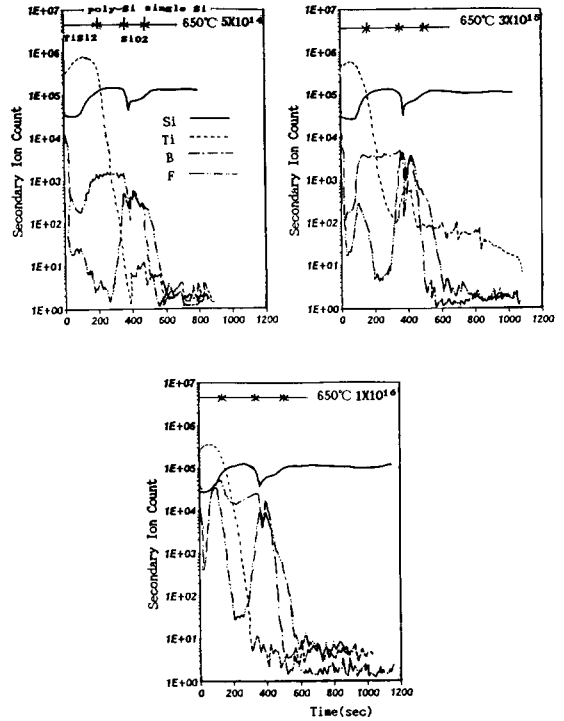 poly-Si single Si
650℃ 5X10¹⁴
TiSi2
SiO2
1E+07
1E+06
1E+05
1E+04
1E+03
1E+02
1E+01
1E+00
Secondary Ion Count
Si
Ti
B
F
0
200
400
600
800
1000
1200
650℃ 3X10¹⁵
1E+07
1E+06
1E+05
1E+04
1E+03
1E+02
1E+01
1E+00
Secondary Ion Count
0
200
400
600
800
1000
1200
650℃ 1X10¹⁶
1E+07
1E+06
1E+05
1E+04
1E+03
1E+02
1E+01
1E+00
Secondary Ion Count
0
200
400
600
800
1000
1200
Time(sec)